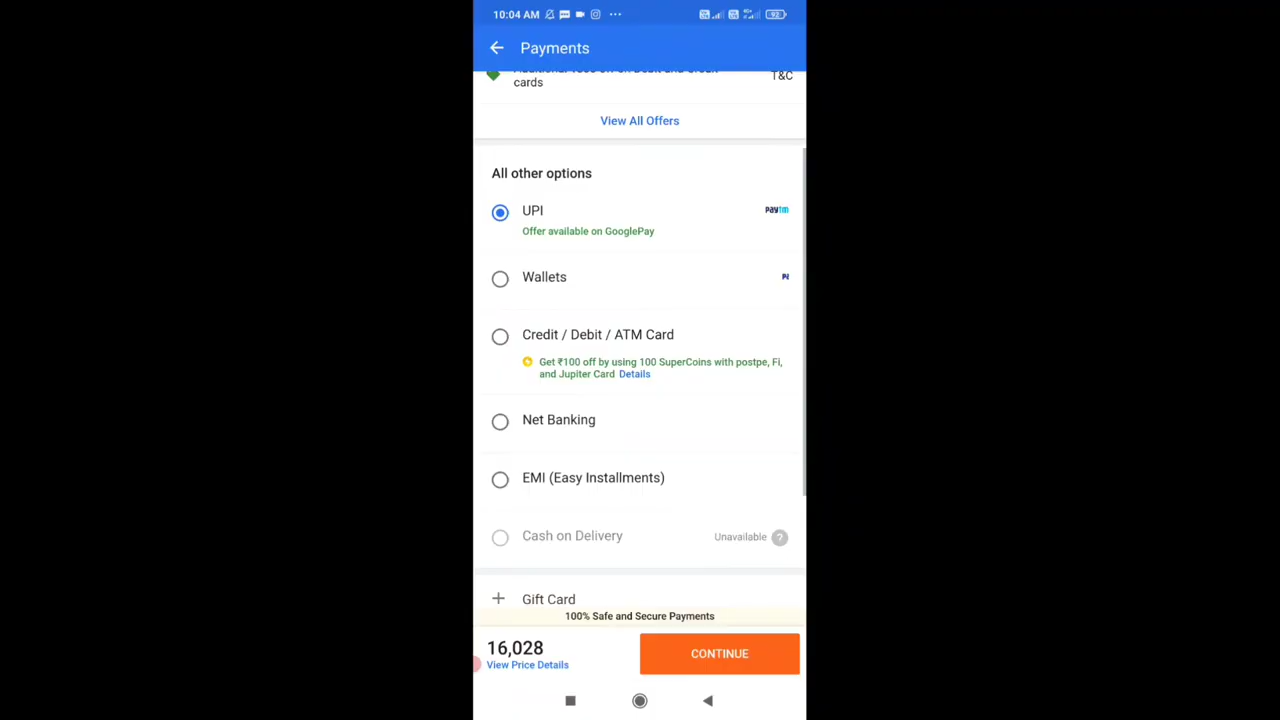 10:04 AM
92
Payments
cards
T&C
View All Offers
All other options
UPI
paytm
Offer available on GooglePay
Wallets
Credit / Debit / ATM Card
Get ₹100 off by using 100 SuperCoins with postpe, Fi,
and Jupiter Card Details
Net Banking
EMI (Easy Installments)
Cash on Delivery
Unavailable ?
+ Gift Card
100% Safe and Secure Payments
16,028
View Price Details
CONTINUE